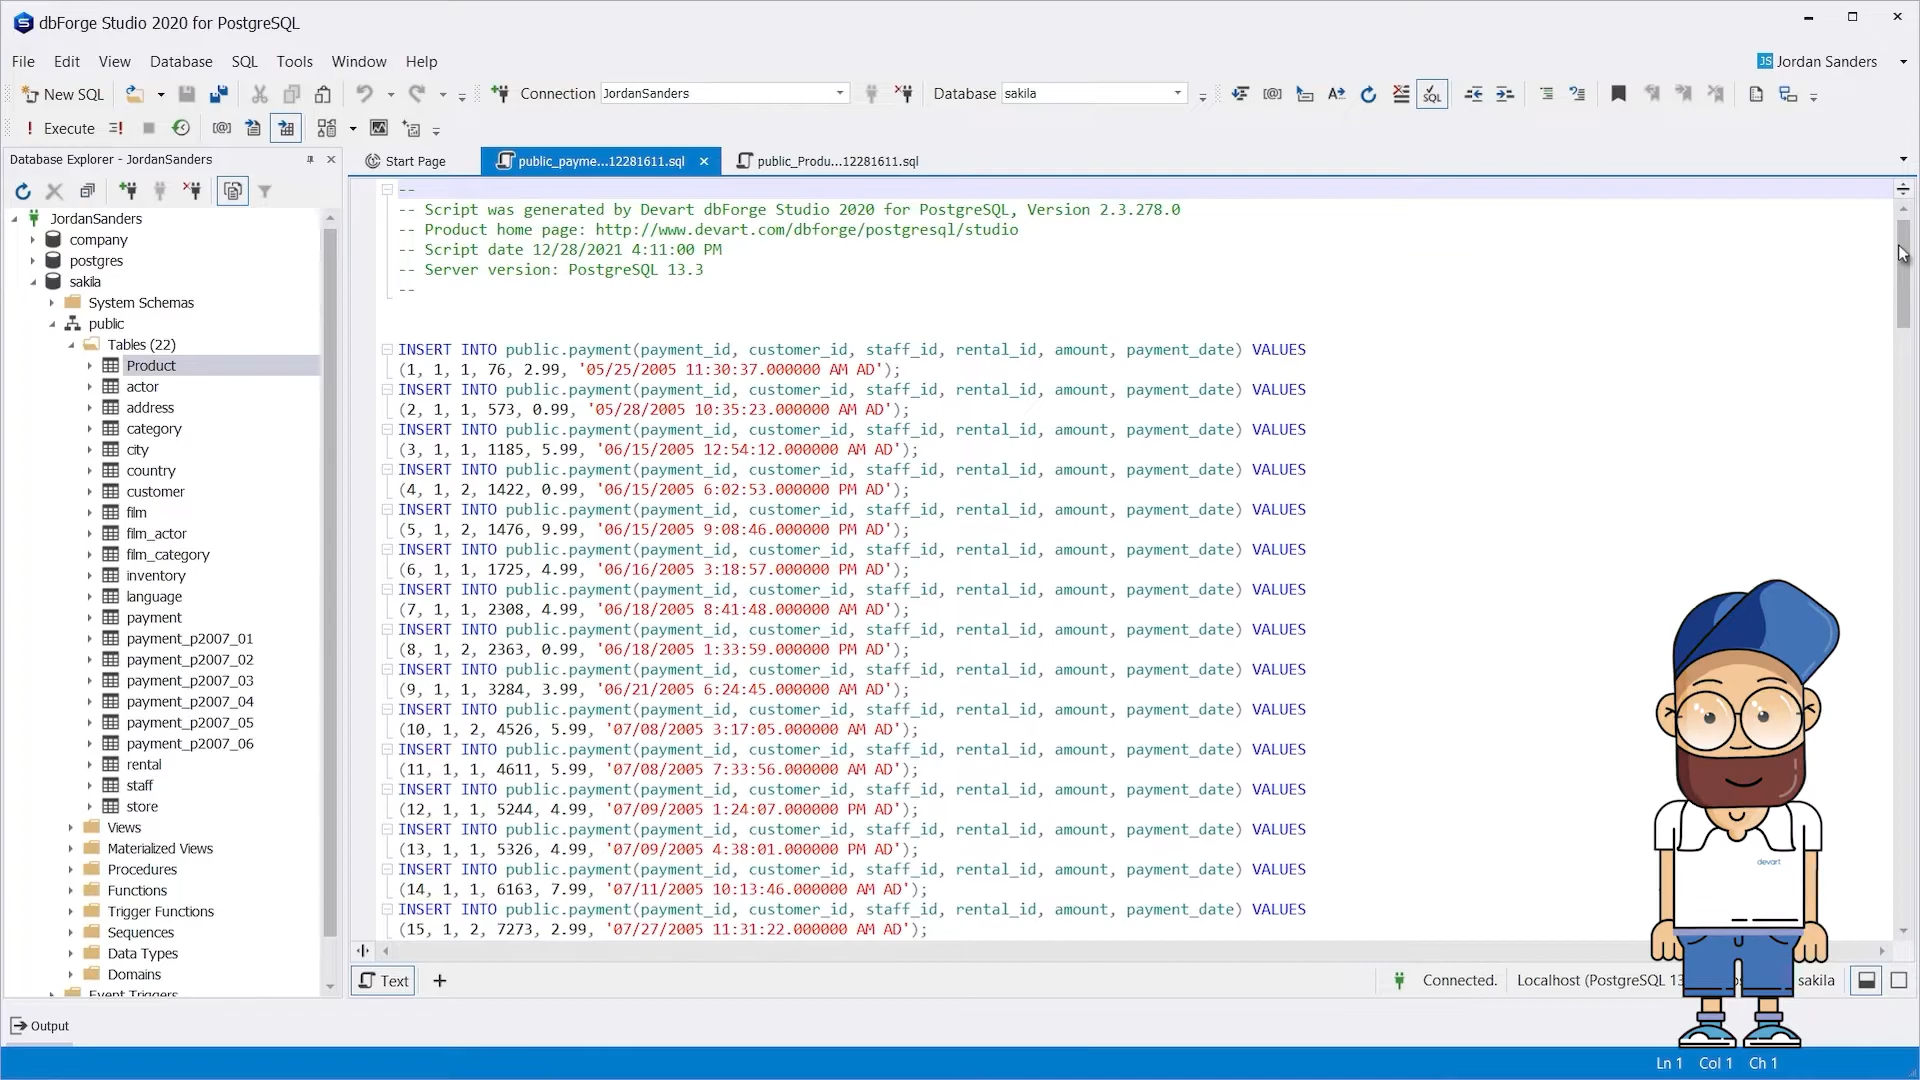 dbForge Studio 2020 for PostgreSQL
File Edit View Database SQL Tools Window Help
JS Jordan Sanders
New SQL
Connection JordanSanders
Database sakila
Execute
Database Explorer - JordanSanders
Start Page
public_payme...12281611.sql
public_Produ...12281611.sql
JordanSanders
company
postgres
sakila
System Schemas
public
Tables (22)
Product
actor
address
category
city
country
customer
film
film_actor
film_category
inventory
language
payment
payment_p2007_01
payment_p2007_02
payment_p2007_03
payment_p2007_04
payment_p2007_05
payment_p2007_06
rental
staff
store
Views
Materialized Views
Procedures
Functions
Trigger Functions
Sequences
Data Types
Domains
Event Triggers
--
-- Script was generated by Devart dbForge Studio 2020 for PostgreSQL, Version 2.3.278.0
-- Product home page: http://www.devart.com/dbforge/postgresql/studio
-- Script date 12/28/2021 4:11:00 PM
-- Server version: PostgreSQL 13.3
--
INSERT INTO public.payment(payment_id, customer_id, staff_id, rental_id, amount, payment_date) VALUES
(1, 1, 1, 76, 2.99, '05/25/2005 11:30:37.000000 AM AD');
INSERT INTO public.payment(payment_id, customer_id, staff_id, rental_id, amount, payment_date) VALUES
(2, 1, 1, 573, 0.99, '05/28/2005 10:35:23.000000 AM AD');
INSERT INTO public.payment(payment_id, customer_id, staff_id, rental_id, amount, payment_date) VALUES
(3, 1, 1, 1185, 5.99, '06/15/2005 12:54:12.000000 AM AD');
INSERT INTO public.payment(payment_id, customer_id, staff_id, rental_id, amount, payment_date) VALUES
(4, 1, 2, 1422, 0.99, '06/15/2005 6:02:53.000000 PM AD');
INSERT INTO public.payment(payment_id, customer_id, staff_id, rental_id, amount, payment_date) VALUES
(5, 1, 2, 1476, 9.99, '06/15/2005 9:08:46.000000 PM AD');
INSERT INTO public.payment(payment_id, customer_id, staff_id, rental_id, amount, payment_date) VALUES
(6, 1, 1, 1725, 4.99, '06/16/2005 3:18:57.000000 PM AD');
INSERT INTO public.payment(payment_id, customer_id, staff_id, rental_id, amount, payment_date) VALUES
(7, 1, 1, 2308, 4.99, '06/18/2005 8:41:48.000000 AM AD');
INSERT INTO public.payment(payment_id, customer_id, staff_id, rental_id, amount, payment_date) VALUES
(8, 1, 2, 2363, 0.99, '06/18/2005 1:33:59.000000 PM AD');
INSERT INTO public.payment(payment_id, customer_id, staff_id, rental_id, amount, payment_date) VALUES
(9, 1, 1, 3284, 3.99, '06/21/2005 6:24:45.000000 AM AD');
INSERT INTO public.payment(payment_id, customer_id, staff_id, rental_id, amount, payment_date) VALUES
(10, 1, 2, 4526, 5.99, '07/08/2005 3:17:05.000000 AM AD');
INSERT INTO public.payment(payment_id, customer_id, staff_id, rental_id, amount, payment_date) VALUES
(11, 1, 1, 4611, 5.99, '07/08/2005 7:33:56.000000 AM AD');
INSERT INTO public.payment(payment_id, customer_id, staff_id, rental_id, amount, payment_date) VALUES
(12, 1, 1, 5244, 4.99, '07/09/2005 1:24:07.000000 PM AD');
INSERT INTO public.payment(payment_id, customer_id, staff_id, rental_id, amount, payment_date) VALUES
(13, 1, 1, 5326, 4.99, '07/09/2005 4:38:01.000000 PM AD');
INSERT INTO public.payment(payment_id, customer_id, staff_id, rental_id, amount, payment_date) VALUES
(14, 1, 1, 6163, 7.99, '07/11/2005 10:13:46.000000 AM AD');
INSERT INTO public.payment(payment_id, customer_id, staff_id, rental_id, amount, payment_date) VALUES
(15, 1, 2, 7273, 2.99, '07/27/2005 11:31:22.000000 AM AD');
devart
Text
Connected.
Localhost (PostgreSQL 13
sakila
Output
Ln 1 Col 1 Ch 1